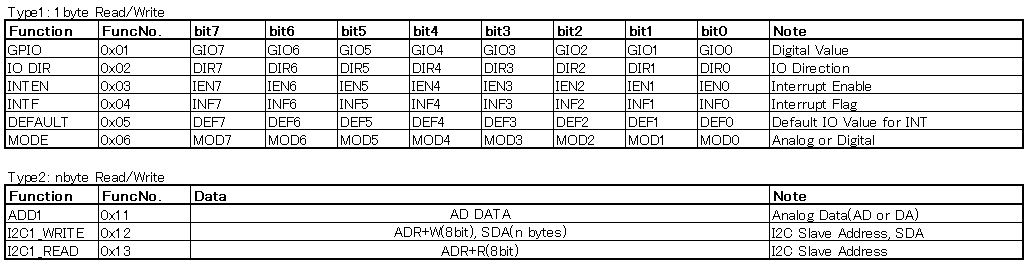 Type1: 1byte Read/Write
Function FuncNo. bit7 bit6 bit5 bit4 bit3 bit2 bit1 bit0 Note
GPIO 0x01 GIO7 GIO6 GIO5 GIO4 GIO3 GIO2 GIO1 GIO0 Digital Value
IO DIR 0x02 DIR7 DIR6 DIR5 DIR4 DIR3 DIR2 DIR1 DIR0 IO Direction
INTEN 0x03 IEN7 IEN6 IEN5 IEN4 IEN3 IEN2 IEN1 IEN0 Interrupt Enable
INTF 0x04 INF7 INF6 INF5 INF4 INF3 INF2 INF1 INF0 Interrupt Flag
DEFAULT 0x05 DEF7 DEF6 DEF5 DEF4 DEF3 DEF2 DEF1 DEF0 Default IO Value for INT
MODE 0x06 MOD7 MOD6 MOD5 MOD4 MOD3 MOD2 MOD1 MOD0 Analog or Digital
Type2: nbyte Read/Write
Function FuncNo. Data Note
ADD1 0x11 AD DATA Analog Data(AD or DA)
I2C1_WRITE 0x12 ADR+W(8bit), SDA(n bytes) I2C Slave Address, SDA
I2C1_READ 0x13 ADR+R(8bit) I2C Slave Address